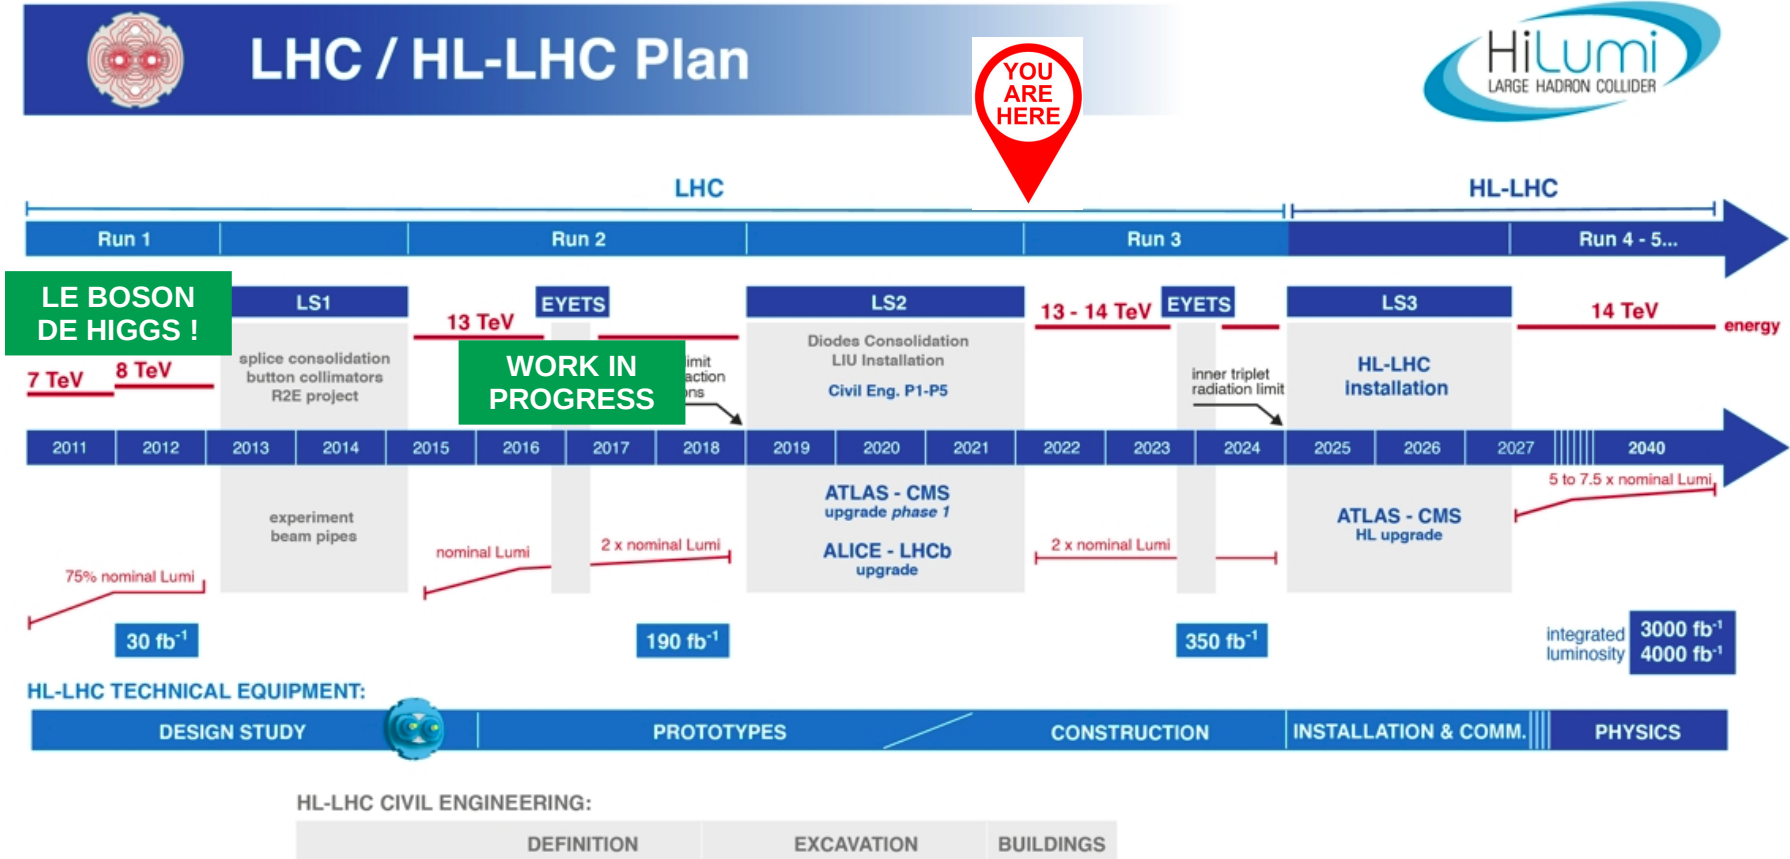 LHC / HL-LHC Plan
YOU
ARE
HERE
HiLumi
LARGE HADRON COLLIDER
LHC
HL-LHC
Run 1
Run 2
Run 3
Run 4 - 5...
LE BOSON
DE HIGGS !
LS1
13 TeV
EYETS
LS2
13 - 14 TeV
EYETS
LS3
14 TeV
energy
7 TeV
8 TeV
splice consolidation
button collimators
R2E project
WORK IN
PROGRESS
Diodes Consolidation
LIU Installation
Civil Eng. P1-P5
inner triplet
radiation limit
HL-LHC
installation
2011 2012 2013 2014 2015 2016 2017 2018 2019 2020 2021 2022 2023 2024 2025 2026 2027 2040
5 to 7.5 x nominal Lumi
experiment
beam pipes
ATLAS - CMS
upgrade phase 1
ALICE - LHCb
upgrade
ATLAS - CMS
HL upgrade
75% nominal Lumi
nominal Lumi
2 x nominal Lumi
2 x nominal Lumi
30 fb-1
190 fb-1
350 fb-1
integrated
luminosity
3000 fb-1
4000 fb-1
HL-LHC TECHNICAL EQUIPMENT:
DESIGN STUDY
PROTOTYPES
CONSTRUCTION
INSTALLATION & COMM.
PHYSICS
HL-LHC CIVIL ENGINEERING:
DEFINITION
EXCAVATION
BUILDINGS